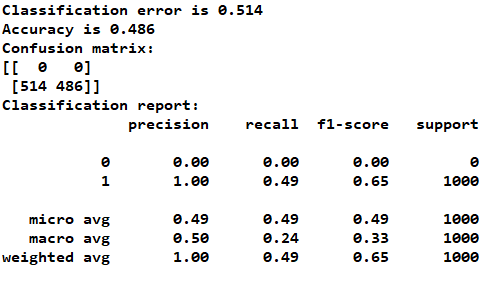 Classification error is 0.514
Accuracy is 0.486
Confusion matrix:
[[  0   0]
 [514 486]]
Classification report:
              precision    recall  f1-score   support

           0       0.00      0.00      0.00         0
           1       1.00      0.49      0.65      1000

   micro avg       0.49      0.49      0.49      1000
   macro avg       0.50      0.24      0.33      1000
weighted avg       1.00      0.49      0.65      1000